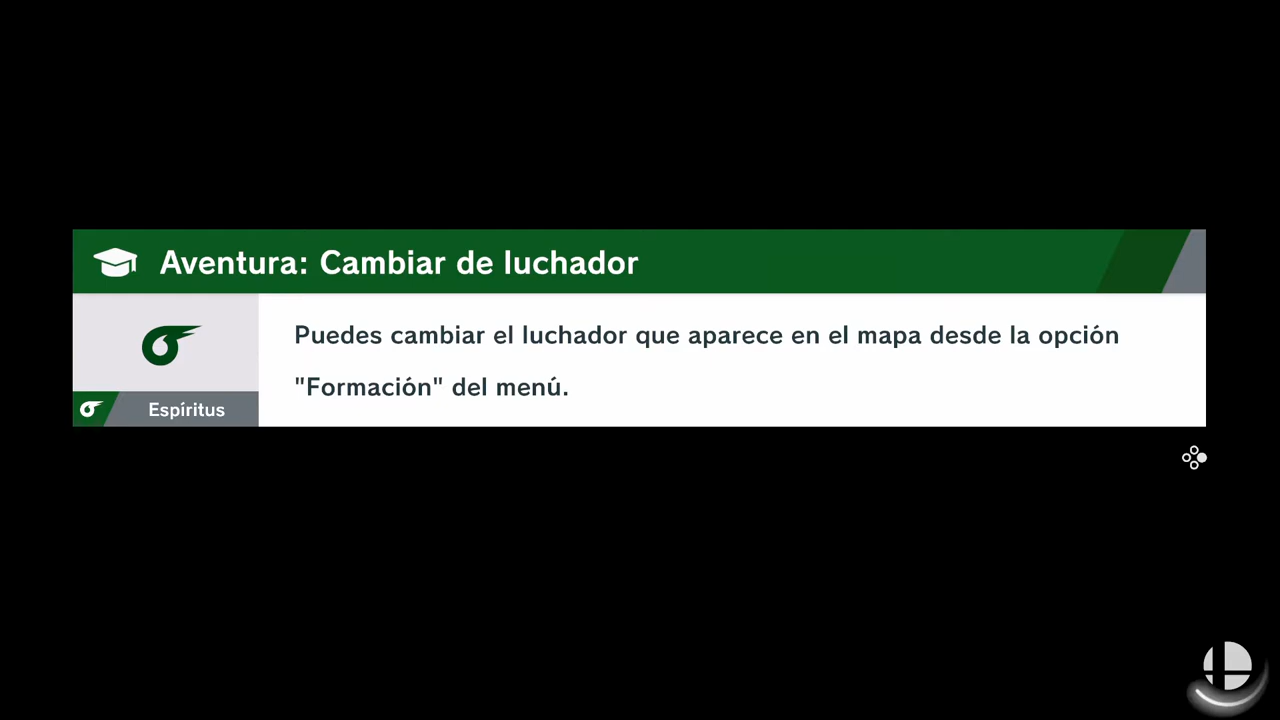 Aventura: Cambiar de luchador
Puedes cambiar el luchador que aparece en el mapa desde la opción
"Formación" del menú.
Espíritus